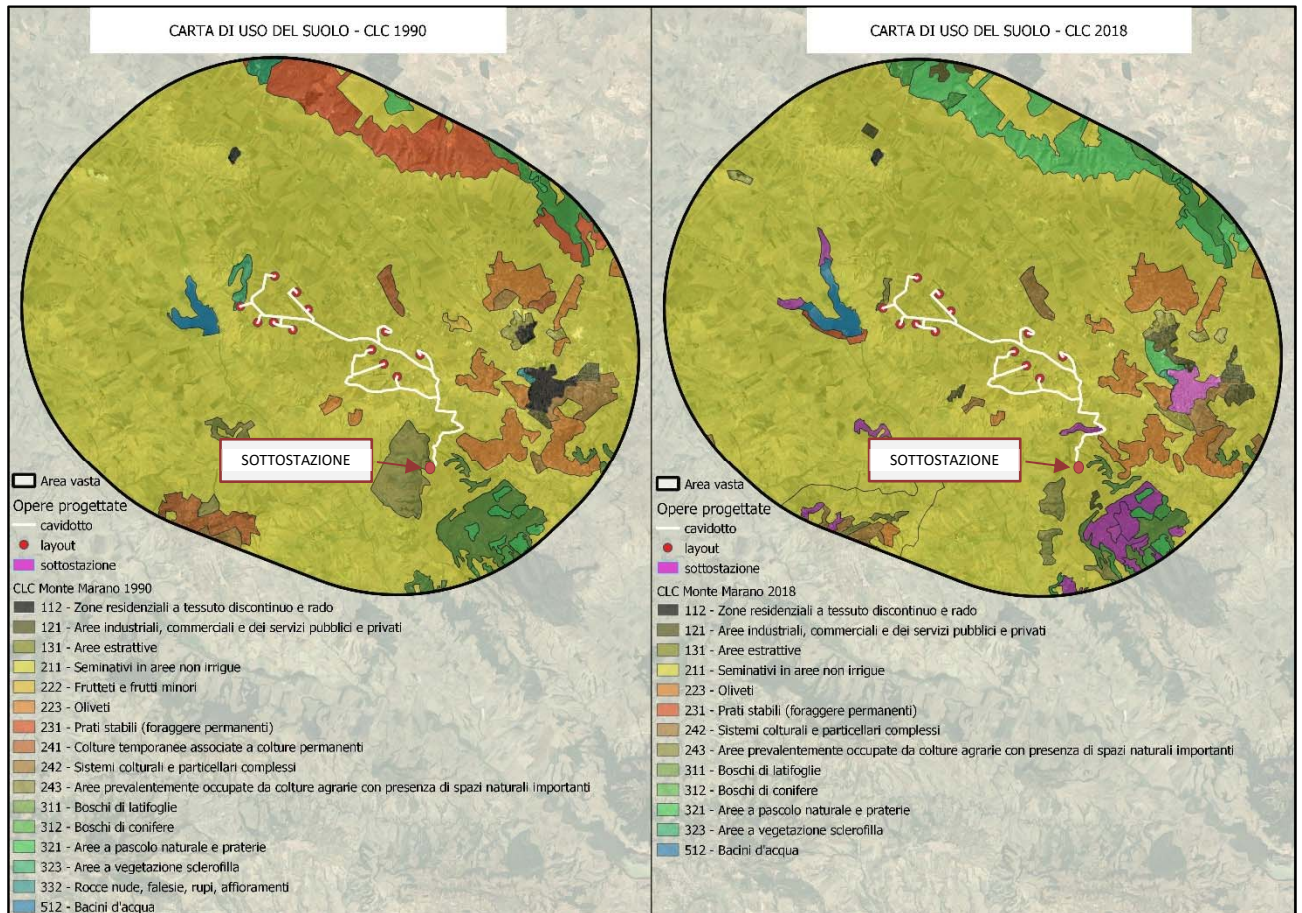 CARTA DI USO DEL SUOLO - CLC 1990
SOTTOSTAZIONE
Area vasta
Opere progettate
cavidotto
layout
sottostazione
CLC Monte Marano 1990
112 - Zone residenziali a tessuto discontinuo e rado
121 - Aree industriali, commerciali e dei servizi pubblici e privati
131 - Aree estrattive
211 - Seminativi in aree non irrigue
222 - Frutteti e frutti minori
223 - Oliveti
231 - Prati stabili (foraggere permanenti)
241 - Colture temporanee associate a colture permanenti
242 - Sistemi colturali e particellari complessi
243 - Aree prevalentemente occupate da colture agrarie con presenza di spazi naturali importanti
311 - Boschi di latifoglie
312 - Boschi di conifere
321 - Aree a pascolo naturale e praterie
323 - Aree a vegetazione sclerofilla
332 - Rocce nude, falesie, rupi, affioramenti
512 - Bacini d'acqua
CARTA DI USO DEL SUOLO - CLC 2018
SOTTOSTAZIONE
Area vasta
Opere progettate
cavidotto
layout
sottostazione
CLC Monte Marano 2018
112 - Zone residenziali a tessuto discontinuo e rado
121 - Aree industriali, commerciali e dei servizi pubblici e privati
131 - Aree estrattive
211 - Seminativi in aree non irrigue
223 - Oliveti
231 - Prati stabili (foraggere permanenti)
242 - Sistemi colturali e particellari complessi
243 - Aree prevalentemente occupate da colture agrarie con presenza di spazi naturali importanti
311 - Boschi di latifoglie
312 - Boschi di conifere
321 - Aree a pascolo naturale e praterie
323 - Aree a vegetazione sclerofilla
512 - Bacini d'acqua